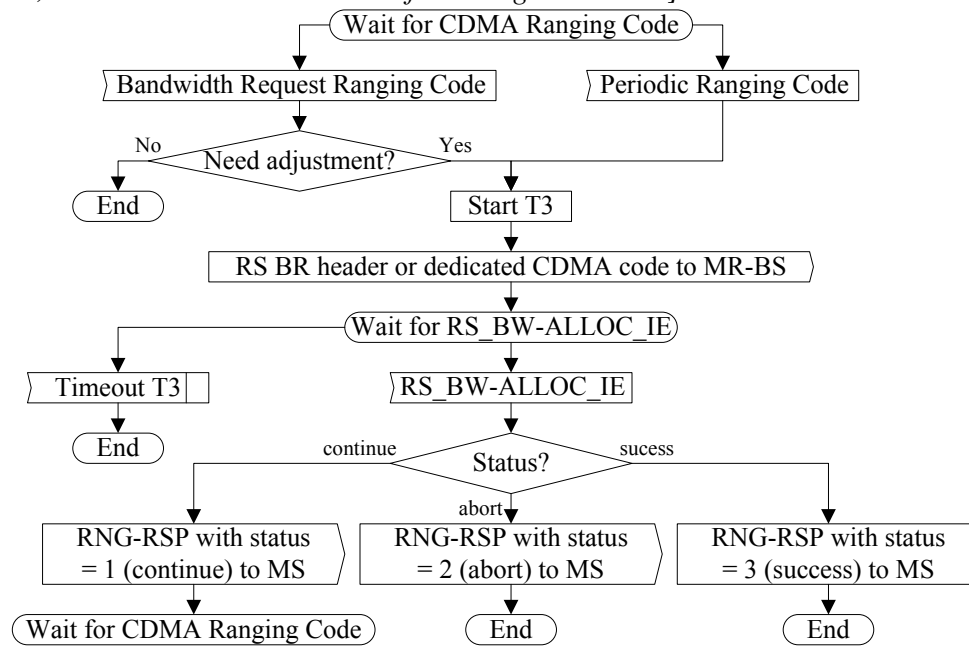 Wait for CDMA Ranging Code
Bandwidth Request Ranging Code
Periodic Ranging Code
No
Need adjustment?
Yes
End
Start T3
RS BR header or dedicated CDMA code to MR-BS
Wait for RS_BW-ALLOC_IE
Timeout T3
RS_BW-ALLOC_IE
End
continue
Status?
sucess
abort
RNG-RSP with status
= 1 (continue) to MS
RNG-RSP with status
= 2 (abort) to MS
RNG-RSP with status
= 3 (success) to MS
Wait for CDMA Ranging Code
End
End